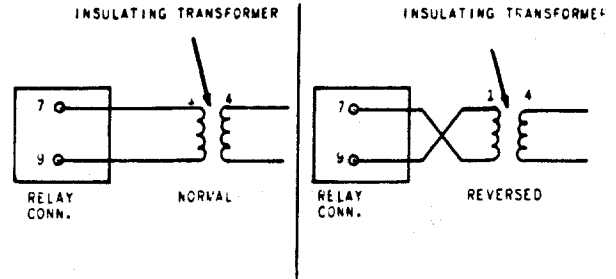 INSULATING TRANSFORMER
7
4
9
RELAY
CONN.
NORMAL
INSULATING TRANSFORMER
7
1
4
9
RELAY
CONN.
REVERSED